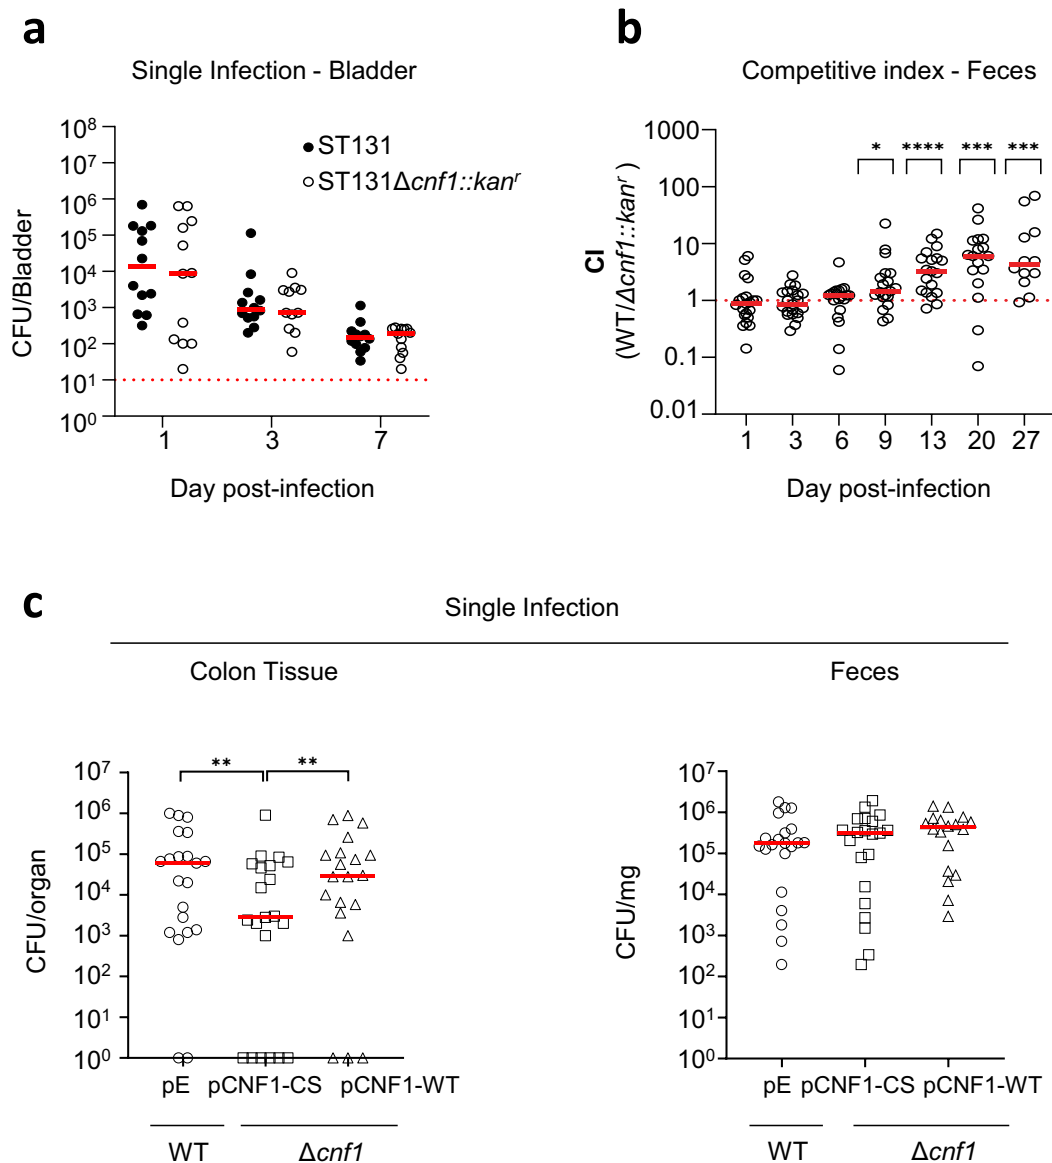 a
Single Infection - Bladder
10⁸
10⁷
10⁶
10⁵
10⁴
10³
10²
10¹
10⁰
CFU/Bladder
ST131
ST131Δcnf1::kanʳ
1 3 7
Day post-infection
b
Competitive index - Feces
1000
100
10
1
0.1
0.01
CI
(WT/Δcnf1::kanʳ )
* **** *** ***
1 3 6 9 13 20 27
Day post-infection
c
Single Infection
Colon Tissue
** **
10⁷
10⁶
10⁵
10⁴
10³
10²
10¹
10⁰
CFU/organ
pE pCNF1-CS pCNF1-WT
WT Δcnf1
Feces
10⁷
10⁶
10⁵
10⁴
10³
10²
10¹
10⁰
CFU/mg
pE pCNF1-CS pCNF1-WT
WT Δcnf1